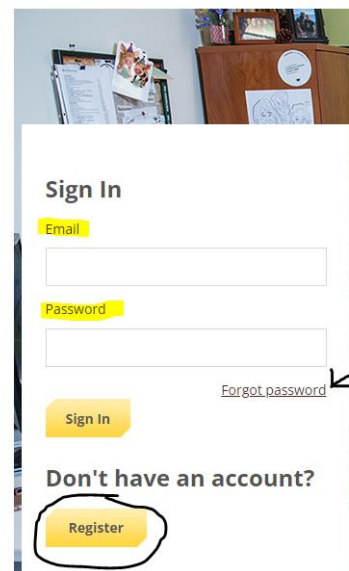 Sign In
Email
Password
Forgot password
Sign In
Don't have an account?
Register